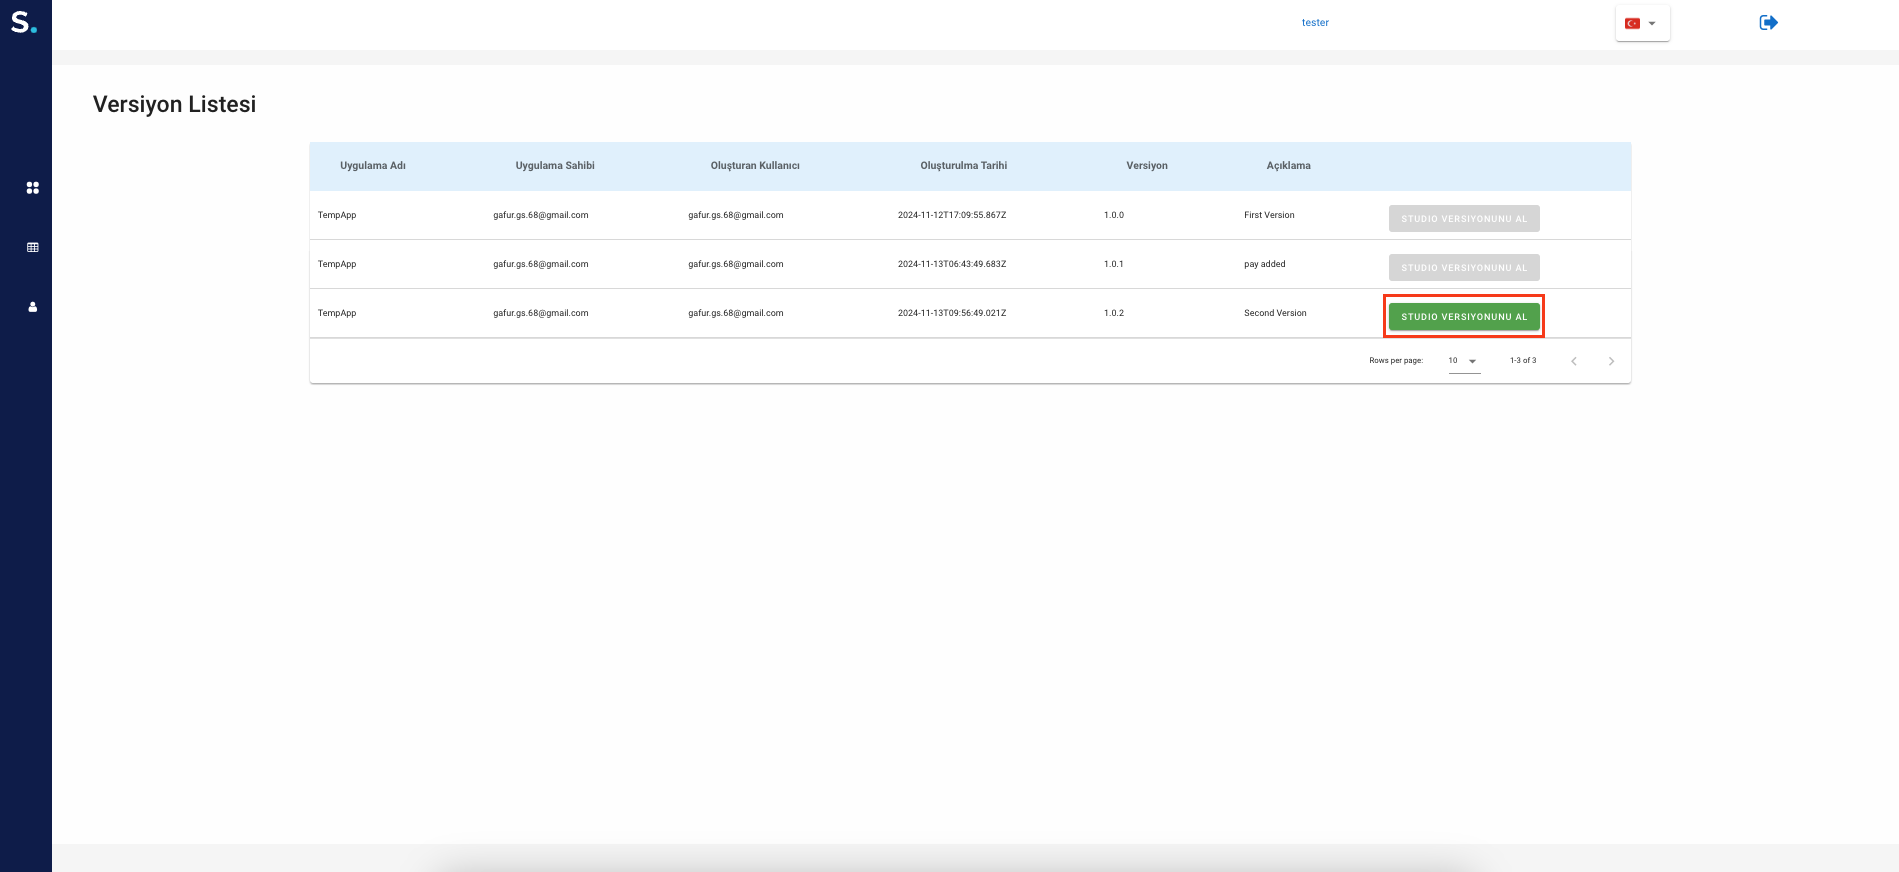 S.
tester
Versiyon Listesi
Uygulama Adı Uygulama Sahibi Oluşturan Kullanıcı Oluşturulma Tarihi Versiyon Açıklama
TempApp gafur.gs.68@gmail.com gafur.gs.68@gmail.com 2024-11-12T17:09:55.867Z 1.0.0 First Version STUDIO VERSIYONUNU AL
TempApp gafur.gs.68@gmail.com gafur.gs.68@gmail.com 2024-11-13T06:43:49.683Z 1.0.1 pay added STUDIO VERSIYONUNU AL
TempApp gafur.gs.68@gmail.com gafur.gs.68@gmail.com 2024-11-13T09:56:49.021Z 1.0.2 Second Version STUDIO VERSIYONUNU AL
Rows per page: 10 1-3 of 3